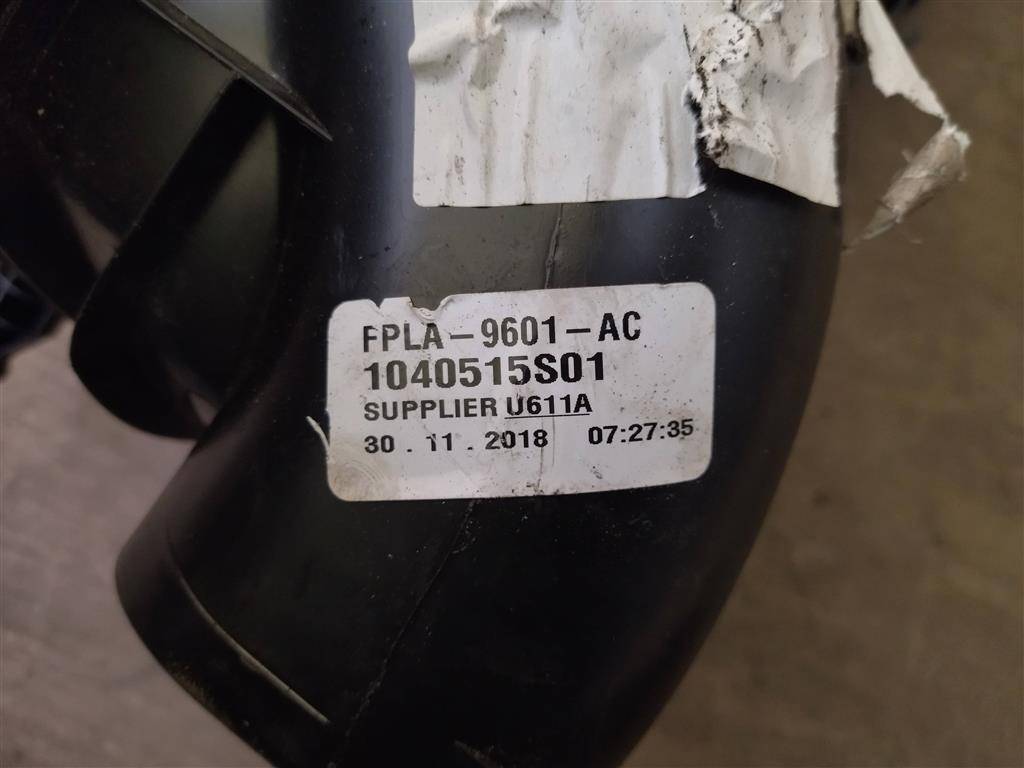 FPLA-9601-AC
1040515S01
SUPPLIER U611A
30 . 11 . 2018 07:27:35